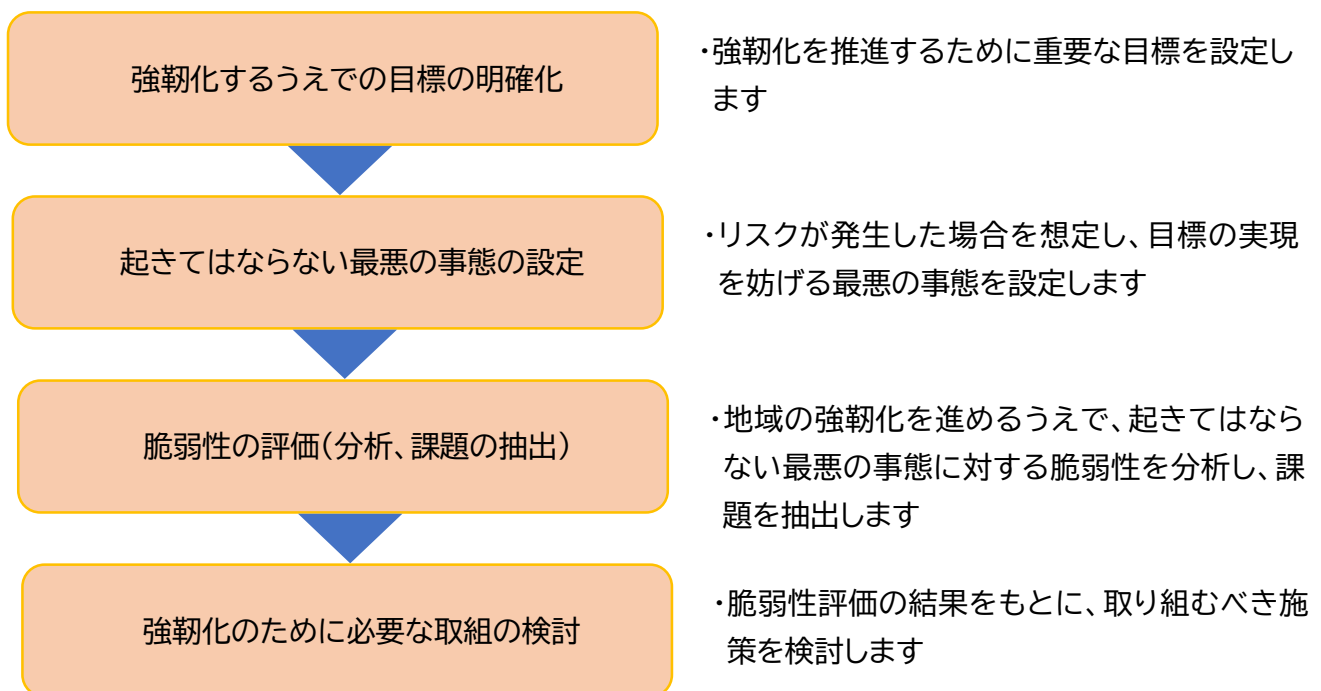 強靭化するうえでの目標の明確化
・強靭化を推進するために重要な目標を設定し
ます
起きてはならない最悪の事態の設定
・リスクが発生した場合を想定し、目標の実現
を妨げる最悪の事態を設定します
脆弱性の評価(分析、課題の抽出)
・地域の強靭化を進めるうえで、起きてはなら
ない最悪の事態に対する脆弱性を分析し、課
題を抽出します
強靭化のために必要な取組の検討
・脆弱性評価の結果をもとに、取り組むべき施
策を検討します